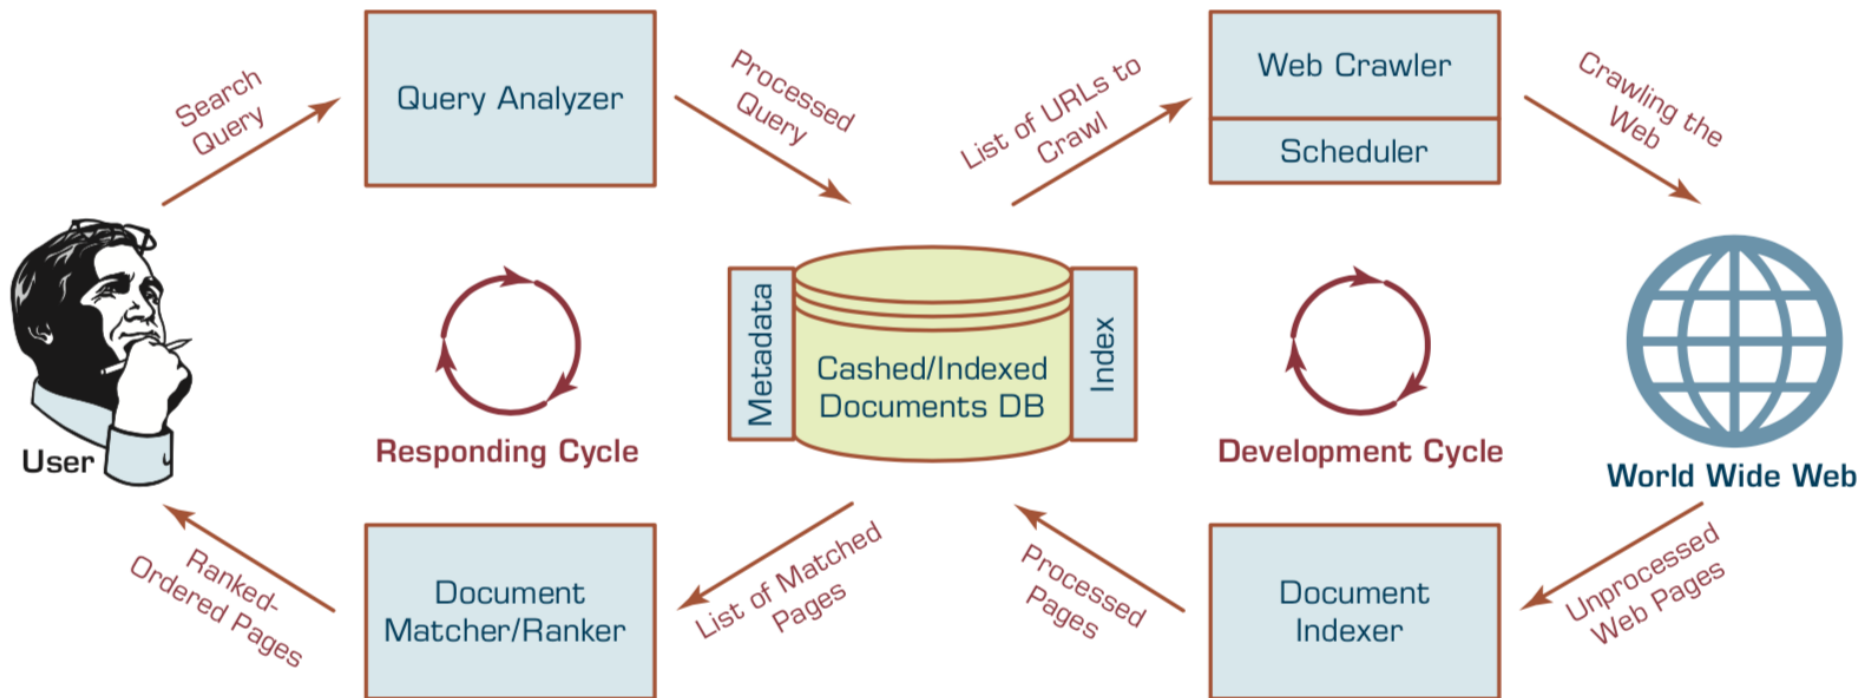 Search
Query
Query Analyzer
Processed
Query
List of URLs to
Crawl
Web Crawler
Scheduler
Crawling the
Web
User
Responding Cycle
Metadata
Cashed/Indexed
Documents DB
Index
Development Cycle
World Wide Web
Ranked-
Ordered Pages
Document
Matcher/Ranker
List of Matched
Pages
Processed
Pages
Document
Indexer
Unprocessed
Web Pages